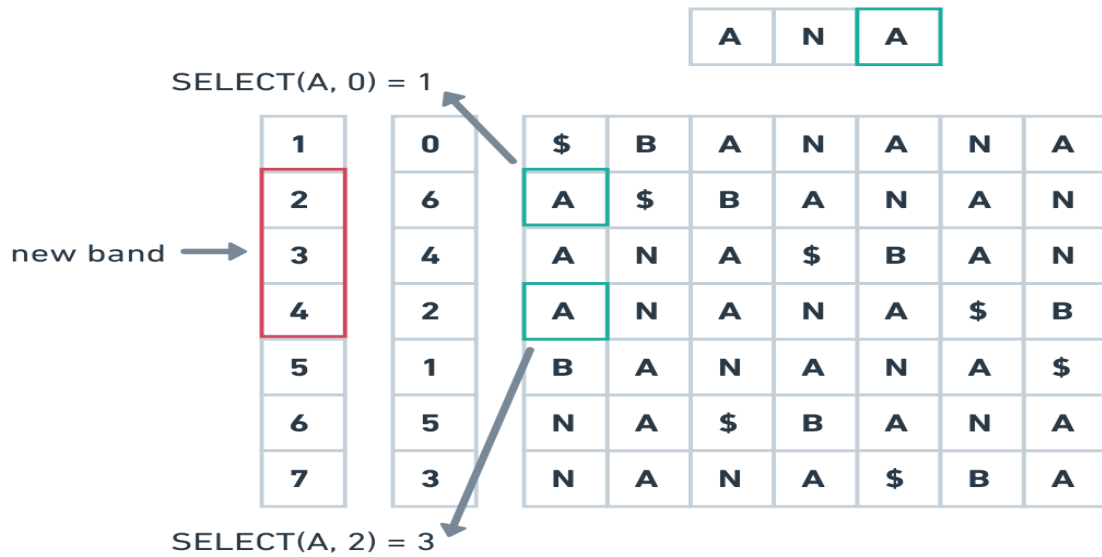 A N A
SELECT(A, 0) = 1
1 0 $ B A N A N A
2 6 A $ B A N A N
new band 3 4 A N A $ B A N
4 2 A N A N A $ B
5 1 B A N A N A $
6 5 N A $ B A N A
7 3 N A N A $ B A
SELECT(A, 2) = 3